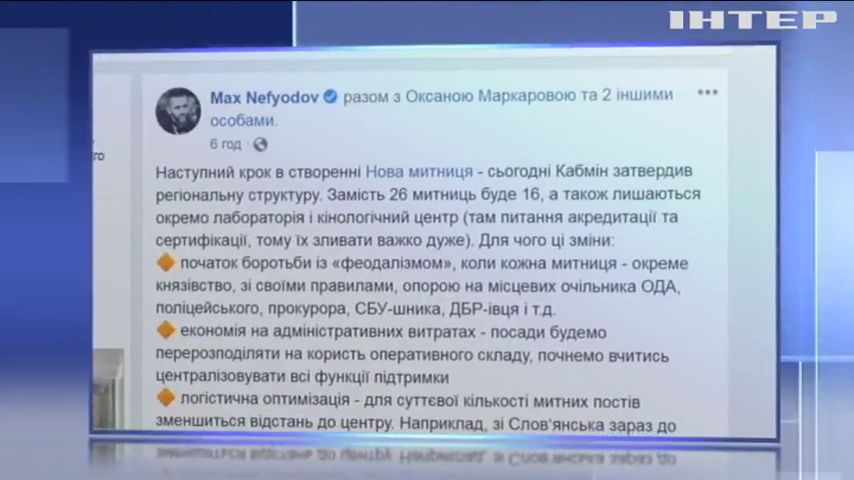 ІНТЕР
Max Nefyodov разом з Оксаною Маркаровою та 2 іншими
особами.
6 год
Наступний крок в створенні Нова митниця - сьогодні Кабмін затвердив
регіональну структуру. Замість 26 митниць буде 16, а також лишаються
окремо лабораторія і кінологічний центр (там питання акредитації та
сертифікації, тому їх зливати важко дуже). Для чого ці зміни:
🔶 початок боротьби із «феодалізмом», коли кожна митниця - окреме
князівство, зі своїми правилами, опорою на місцевих очільника ОДА,
поліцейського, прокурора, СБУ-шника, ДБР-івця і т.д.
🔶 економія на адміністративних витратах - посади будемо
перерозподіляти на користь оперативного складу, почнемо вчитись
централізовувати всі функції підтримки
🔶 логістична оптимізація - для суттєвої кількості митних постів
зменшиться відстань до центру. Наприклад, зі Слов'янська зараз до